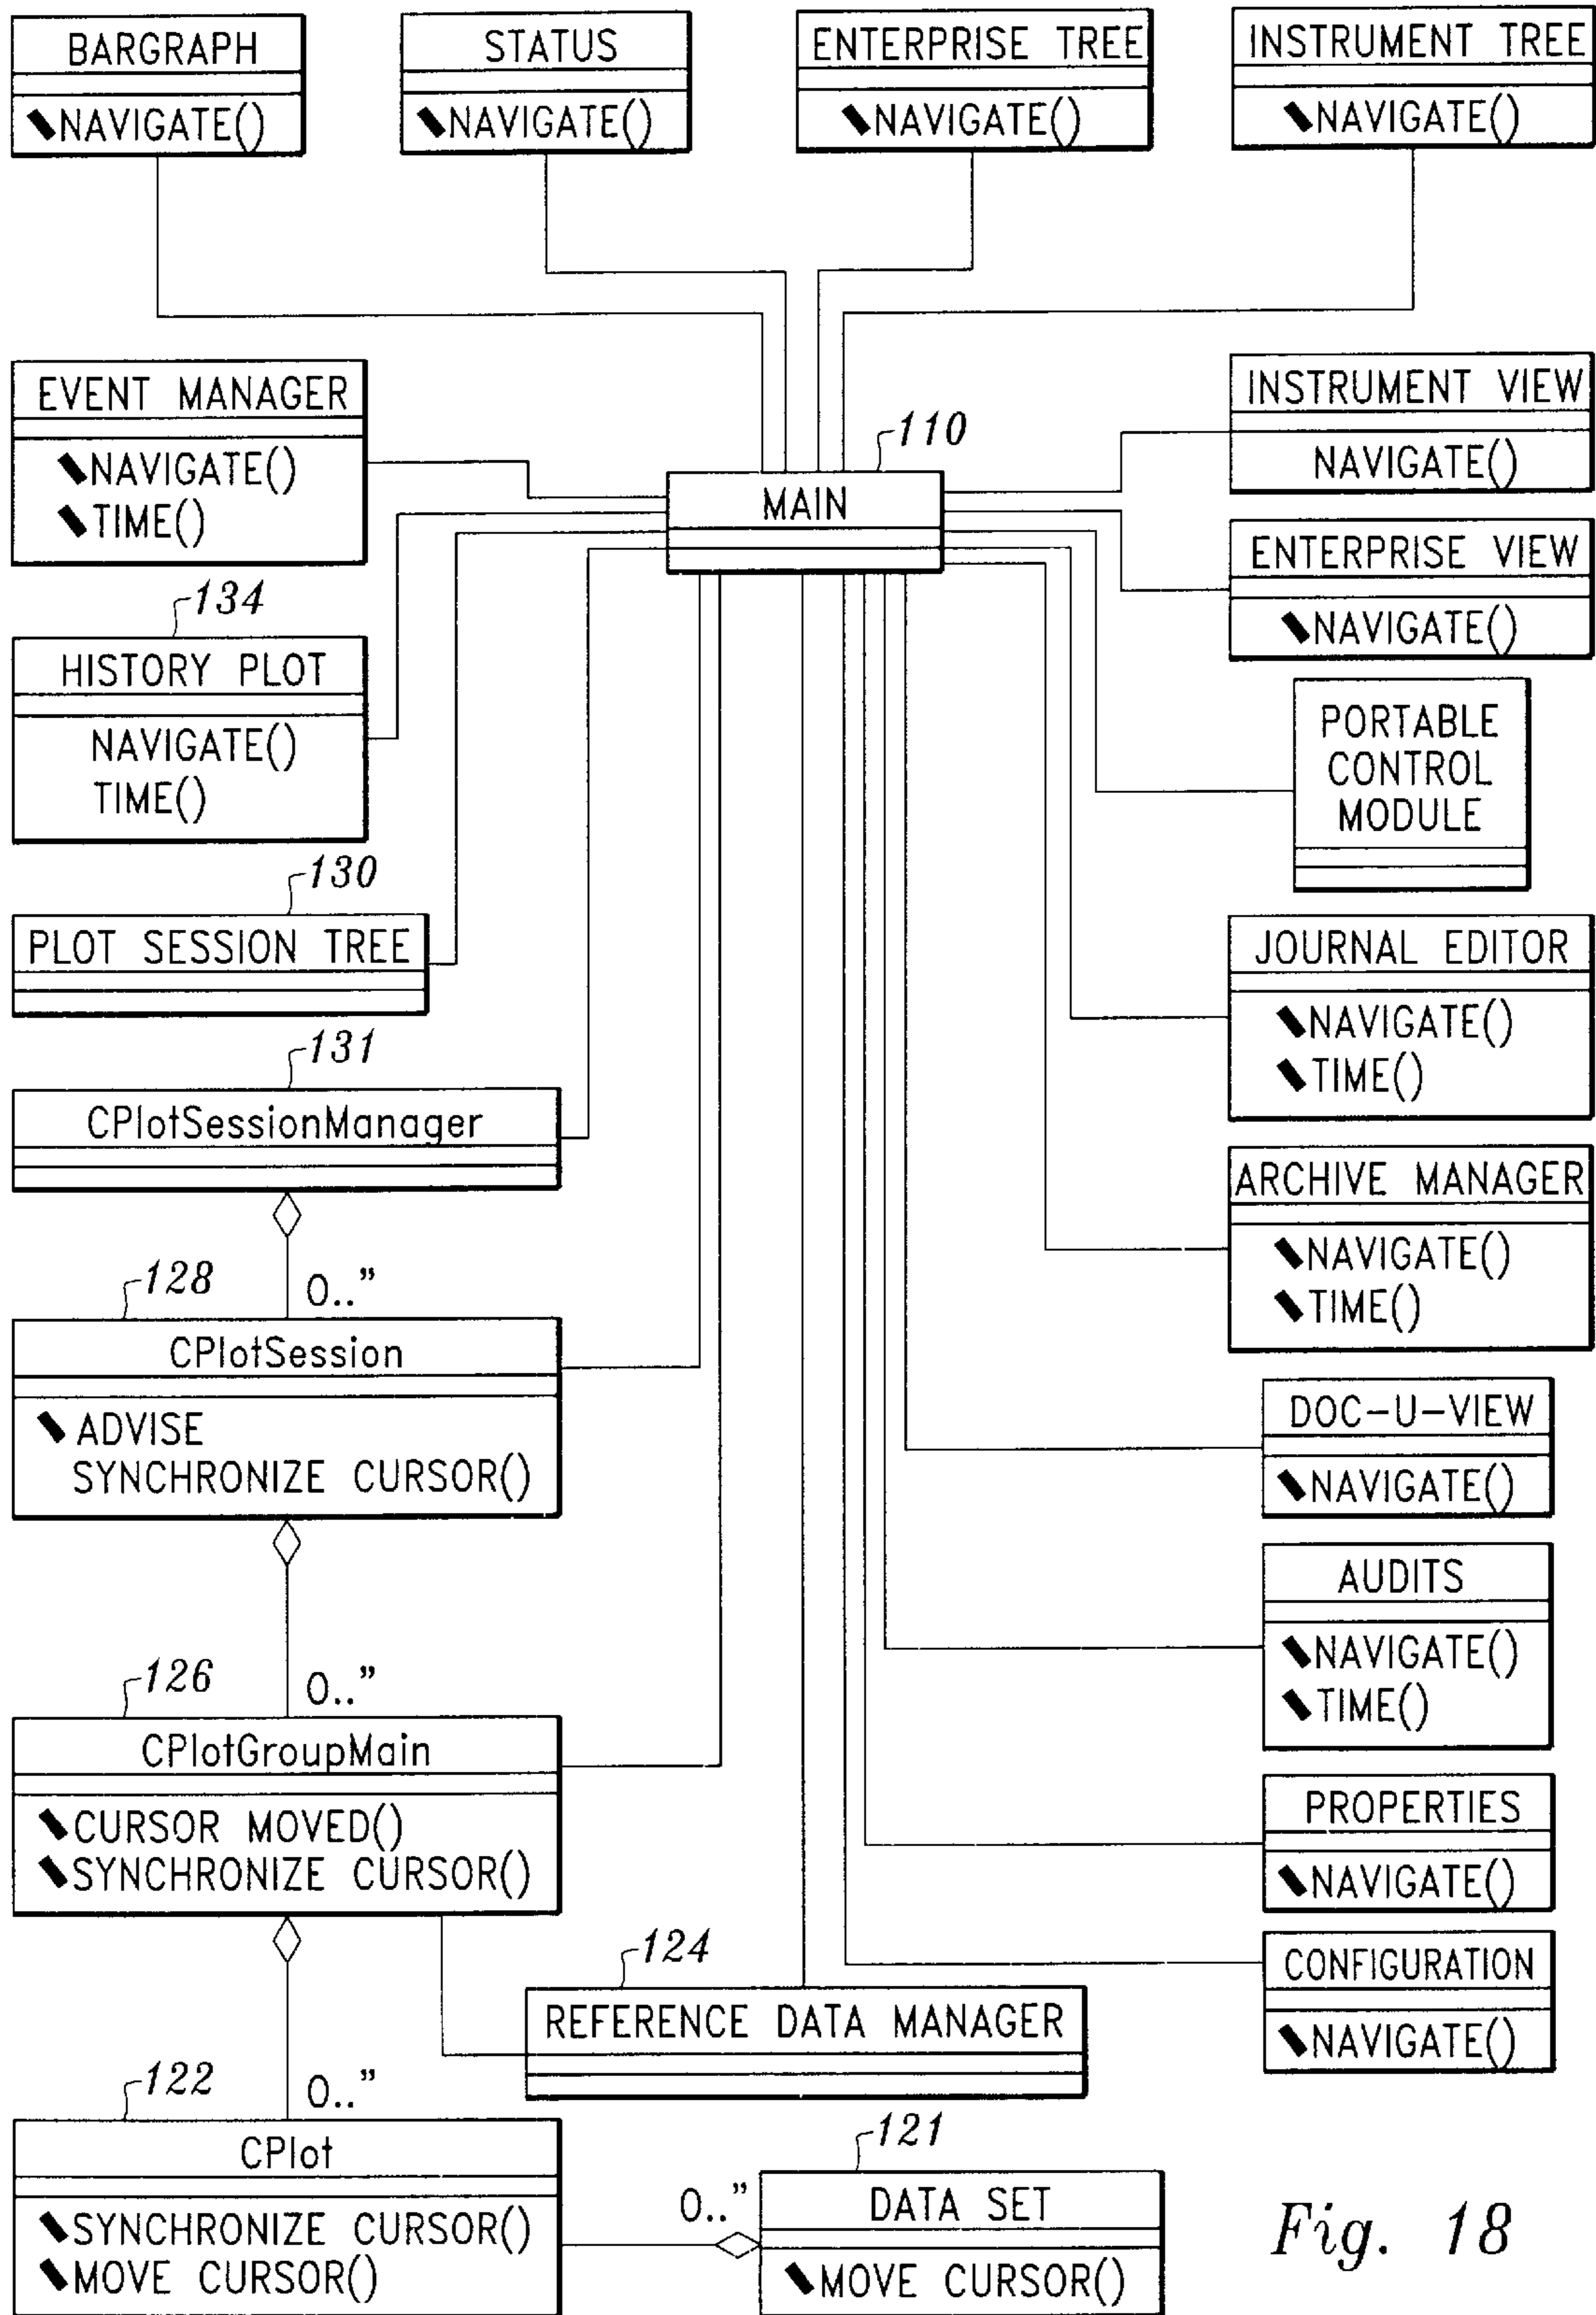 BARGRAPH
NAVIGATE()
STATUS
NAVIGATE()
ENTERPRISE TREE
NAVIGATE()
INSTRUMENT TREE
NAVIGATE()
EVENT MANAGER
NAVIGATE()
TIME()
110
MAIN
INSTRUMENT VIEW
NAVIGATE()
ENTERPRISE VIEW
NAVIGATE()
134
HISTORY PLOT
NAVIGATE()
TIME()
PORTABLE
CONTROL
MODULE
130
PLOT SESSION TREE
JOURNAL EDITOR
NAVIGATE()
TIME()
131
CPlotSessionManager
ARCHIVE MANAGER
NAVIGATE()
TIME()
128
0..”
CPlotSession
ADVISE
SYNCHRONIZE CURSOR()
DOC-U-VIEW
NAVIGATE()
AUDITS
NAVIGATE()
TIME()
126
0..”
CPlotGroupMain
CURSOR MOVED()
SYNCHRONIZE CURSOR()
PROPERTIES
NAVIGATE()
124
REFERENCE DATA MANAGER
CONFIGURATION
NAVIGATE()
122
0..”
CPlot
SYNCHRONIZE CURSOR()
MOVE CURSOR()
121
0..”
DATA SET
MOVE CURSOR()
Fig. 18